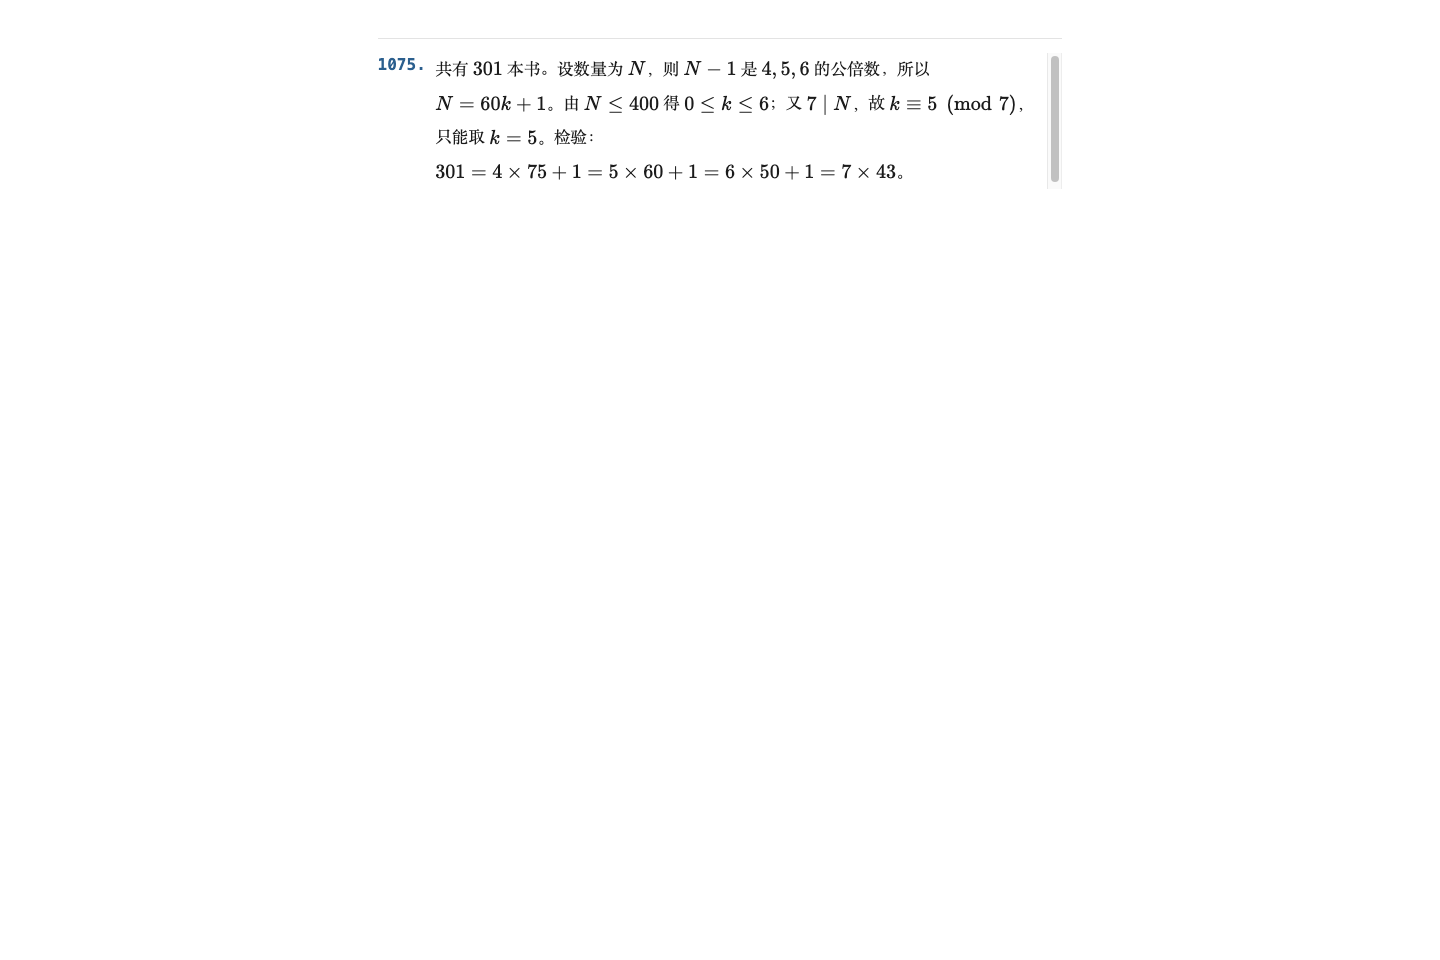 1075. 共有 301 本书。设数量为 N，则 N − 1 是 4, 5, 6 的公倍数，所以
N = 60k + 1。由 N ≤ 400 得 0 ≤ k ≤ 6；又 7 | N，故 k ≡ 5 (mod 7)，
只能取 k = 5。检验：
301 = 4 × 75 + 1 = 5 × 60 + 1 = 6 × 50 + 1 = 7 × 43。